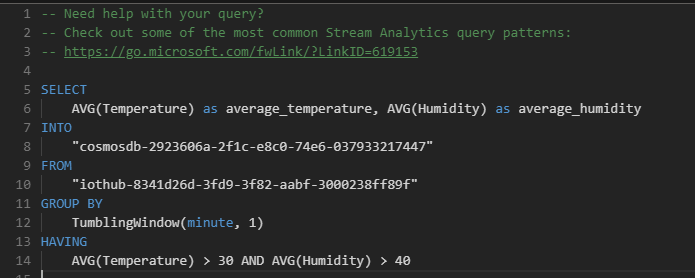 1 -- Need help with your query?
2 -- Check out some of the most common Stream Analytics query patterns:
3 -- https://go.microsoft.com/fwLink/?LinkID=619153
4
5 SELECT
6 AVG(Temperature) as average_temperature, AVG(Humidity) as average_humidity
7 INTO
8 "cosmosdb-2923606a-2f1c-e8c0-74e6-037933217447"
9 FROM
10 "iothub-8341d26d-3fd9-3f82-aabf-3000238ff89f"
11 GROUP BY
12 TumblingWindow(minute, 1)
13 HAVING
14 AVG(Temperature) > 30 AND AVG(Humidity) > 40
15